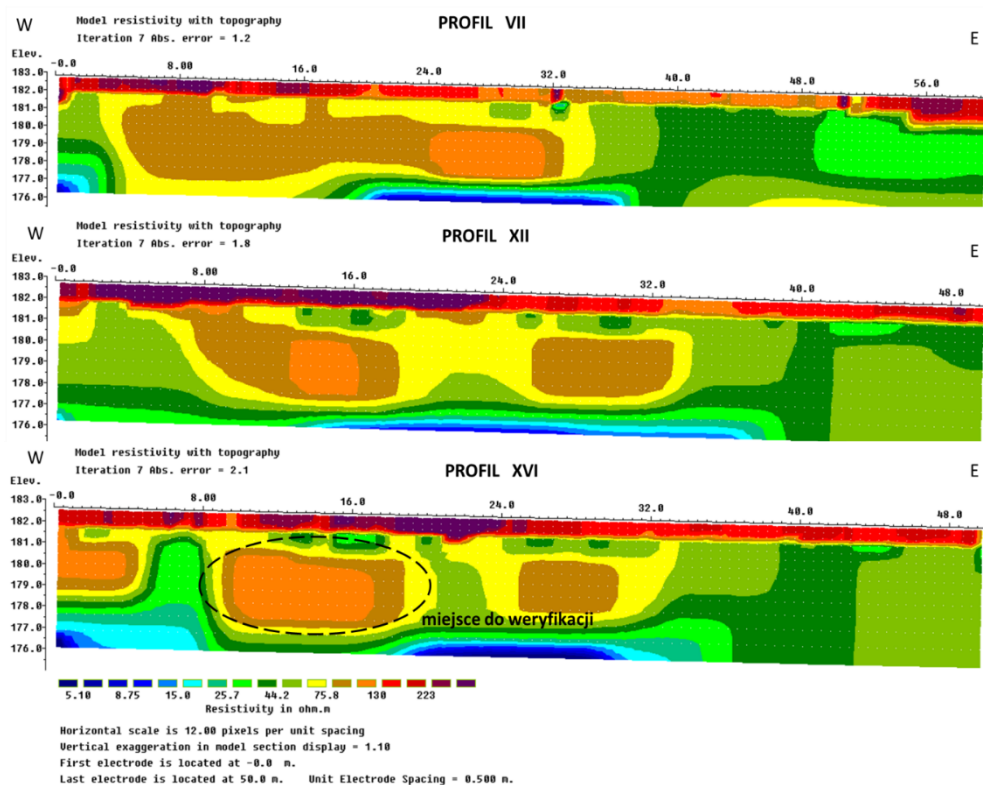 W Model resistivity with topography PROFIL VII
Iteration 7 Abs. error = 1.2 E
Elev. -0.0 8.00 16.0 24.0 32.0 40.0 48.0 56.0
183.0
182.0
181.0
180.0
179.0
178.0
177.0
176.0
W Model resistivity with topography PROFIL XII E
Iteration 7 Abs. error = 1.8
Elev. -0.0 8.00 16.0 24.0 32.0 40.0 48.0
183.0
182.0
181.0
180.0
179.0
178.0
177.0
176.0
W Model resistivity with topography PROFIL XVI E
Iteration 7 Abs. error = 2.1
Elev. -0.0 8.00 16.0 24.0 32.0 40.0 48.0
183.0
182.0
181.0
180.0
179.0
178.0
177.0
176.0
miejsce do weryfikacji
5.10 8.75 15.0 25.7 44.2 75.8 130 223
Resistivity in ohm.m
Horizontal scale is 12.00 pixels per unit spacing
Vertical exaggeration in model section display = 1.10
First electrode is located at -0.0 m.
Last electrode is located at 50.0 m. Unit Electrode Spacing = 0.500 m.